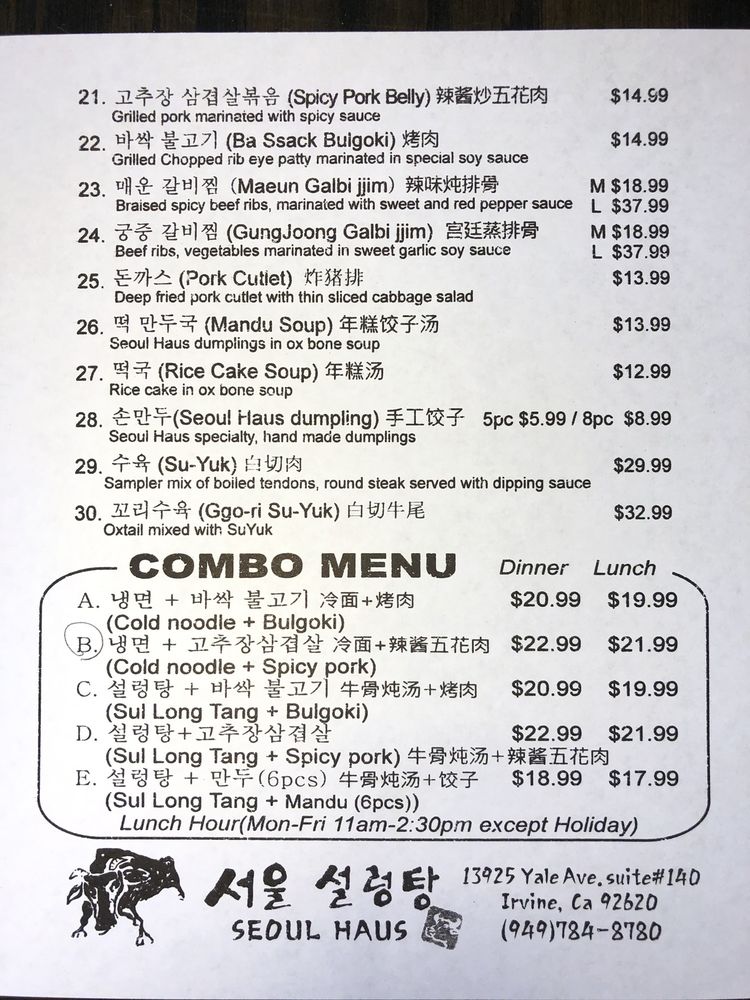 21. 고추장 삼겹살볶음 (Spicy Pork Belly) 辣酱炒五花肉 $14.99
Grilled pork marinated with spicy sauce
22. 바싹 불고기 (Ba Ssack Bulgoki) 烤肉 $14.99
Grilled Chopped rib eye patty marinated in special soy sauce
23. 매운 갈비찜 (Maeun Galbi jjim) 辣味炖排骨 M $18.99
Braised spicy beef ribs, marinated with sweet and red pepper sauce L $37.99
24. 궁중 갈비찜 (GungJoong Galbi jjim) 宫廷蒸排骨 M $18.99
Beef ribs, vegetables marinated in sweet garlic soy sauce L $37.99
25. 돈까스 (Pork Cutlet) 炸猪排 $13.99
Deep fried pork cutlet with thin sliced cabbage salad
26. 떡 만두국 (Mandu Soup) 年糕饺子汤 $13.99
Seoul Haus dumplings in ox bone soup
27. 떡국 (Rice Cake Soup) 年糕汤 $12.99
Rice cake in ox bone soup
28. 손만두(Seoul Haus dumpling) 手工饺子 5pc $5.99 / 8pc $8.99
Seoul Haus specialty, hand made dumplings
29. 수육 (Su-Yuk) 白切肉 $29.99
Sampler mix of boiled tendons, round steak served with dipping sauce
30. 꼬리수육 (Ggo-ri Su-Yuk) 白切牛尾 $32.99
Oxtail mixed with SuYuk
COMBO MENU Dinner Lunch
A. 냉면 + 바싹 불고기 冷面+烤肉 $20.99 $19.99
(Cold noodle + Bulgoki)
B. 냉면 + 고추장삼겹살 冷面+辣酱五花肉 $22.99 $21.99
(Cold noodle + Spicy pork)
C. 설렁탕 + 바싹 불고기 牛骨炖汤+烤肉 $20.99 $19.99
(Sul Long Tang + Bulgoki)
D. 설렁탕+고추장삼겹살 $22.99 $21.99
(Sul Long Tang + Spicy pork) 牛骨炖汤+辣酱五花肉
E. 설렁탕 + 만두(6pcs) 牛骨炖汤+饺子 $18.99 $17.99
(Sul Long Tang + Mandu (6pcs))
Lunch Hour(Mon-Fri 11am-2:30pm except Holiday)
서울 설렁탕
SEOUL HAUS
13925 Yale Ave. suite#140
Irvine, Ca 92620
(949)784-8780